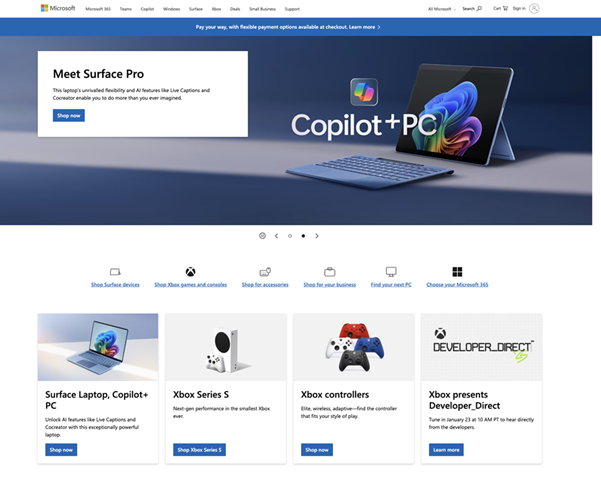 Microsoft
Microsoft 365 Teams Copilot Windows Surface Xbox Deals Small Business Support
All Microsoft Search Cart Sign in
Pay your way, with flexible payment options available at checkout. Learn more >
Meet Surface Pro
This laptop's unrivalled flexibility and AI features like Live Captions and
Cocreator enable you to do more than you ever imagined.
Shop now
Copilot+PC
Shop Surface devices
Shop Xbox games and consoles
Shop for accessories
Shop for your business
Find your next PC
Choose your Microsoft 365
Surface Laptop, Copilot+
PC
Unlock AI features like Live Captions and
Cocreator with this exceptionally powerful
laptop.
Shop now
Xbox Series S
Next-gen performance in the smallest Xbox
ever.
Shop Xbox Series S
Xbox controllers
Elite, wireless, adaptive—find the controller
that fits your style of play.
Shop now
DEVELOPER_DIRECT
Xbox presents
Developer_Direct
Tune in January 23 at 10 AM PT to hear directly
from the developers.
Learn more